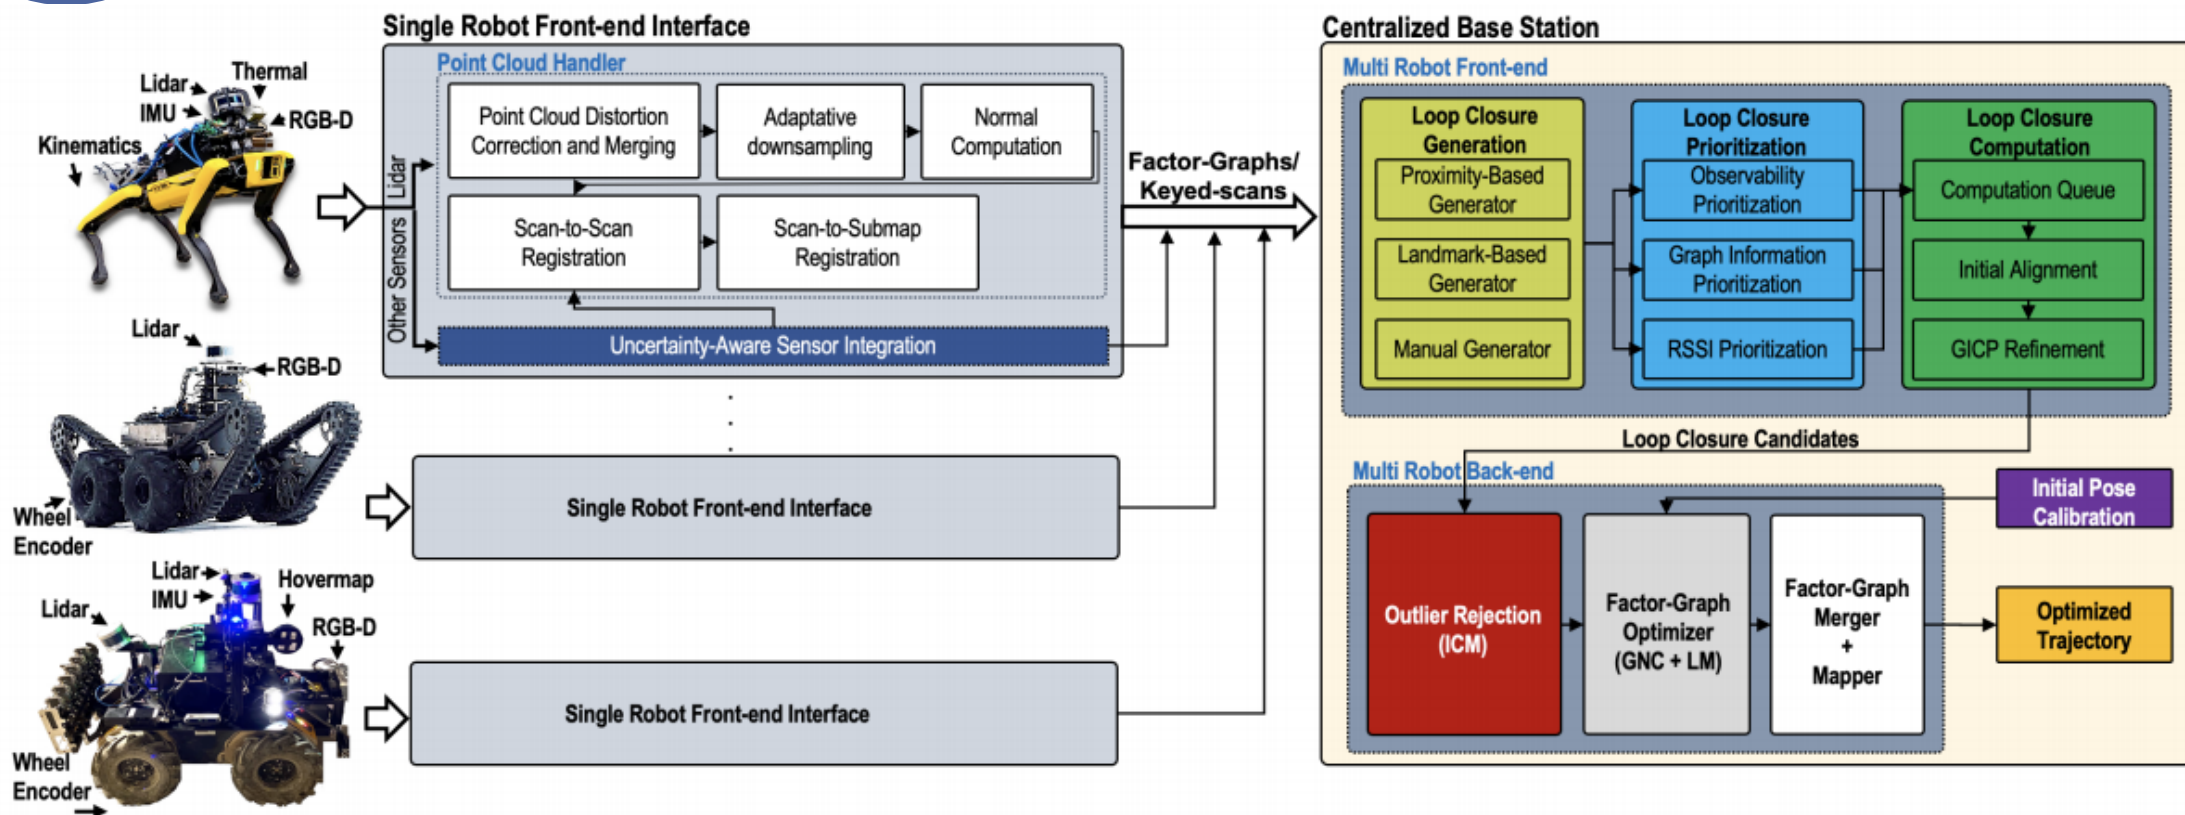 Single Robot Front-end Interface
Point Cloud Handler
Lidar
Thermal
IMU
RGB-D
Kinematics
Lidar
Other Sensors
Point Cloud Distortion
Correction and Merging
Adaptive
downsampling
Normal
Computation
Scan-to-Scan
Registration
Scan-to-Submap
Registration
Uncertainty-Aware Sensor Integration
Factor-Graphs/
Keyed-scans
Lidar
RGB-D
Wheel
Encoder
Single Robot Front-end Interface
Lidar
IMU
Hovermap
Lidar
RGB-D
Wheel
Encoder
Single Robot Front-end Interface
Centralized Base Station
Multi Robot Front-end
Loop Closure
Generation
Proximity-Based
Generator
Landmark-Based
Generator
Manual Generator
Loop Closure
Prioritization
Observability
Prioritization
Graph Information
Prioritization
RSSI Prioritization
Loop Closure
Computation
Computation Queue
Initial Alignment
GICP Refinement
Loop Closure Candidates
Multi Robot Back-end
Outlier Rejection
(ICM)
Factor-Graph
Optimizer
(GNC + LM)
Factor-Graph
Merger
+
Mapper
Initial Pose
Calibration
Optimized
Trajectory